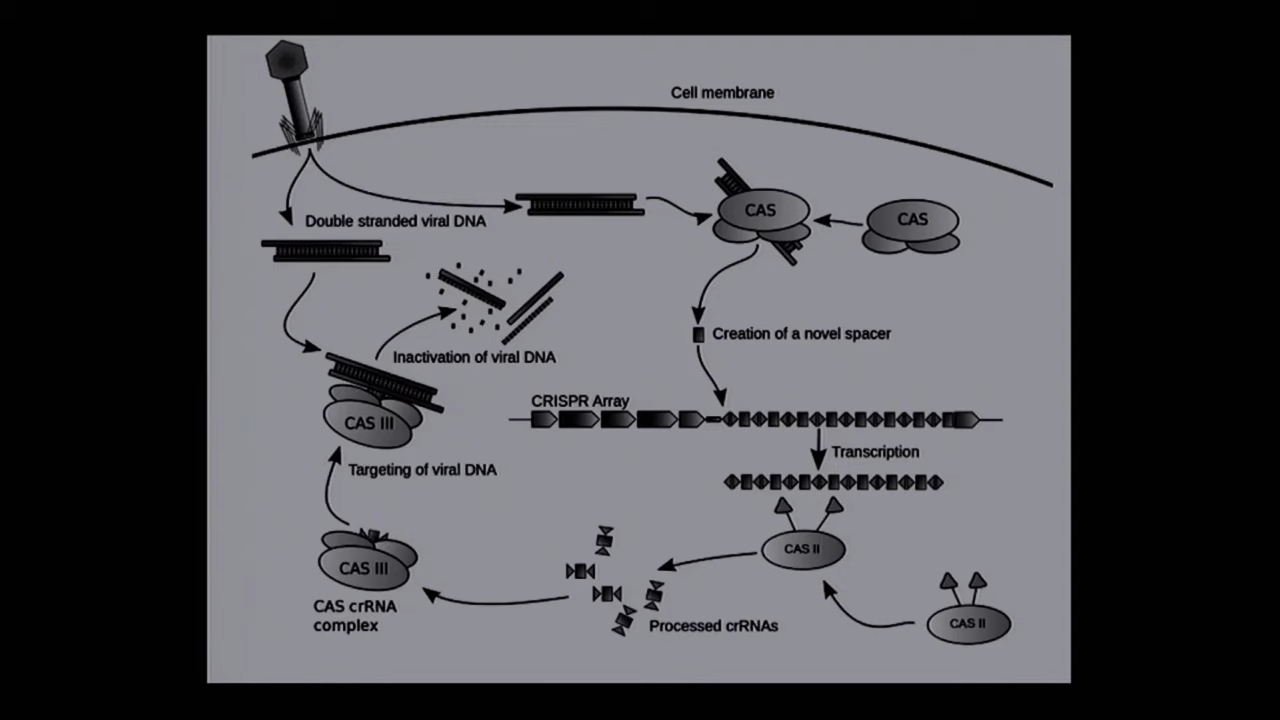 Cell membrane
CAS
CAS
Double stranded viral DNA
Creation of a novel spacer
Inactivation of viral DNA
CRISPR Array
CAS III
Transcription
Targeting of viral DNA
CAS II
CAS III
CAS crRNA
complex
CAS II
Processed crRNAs